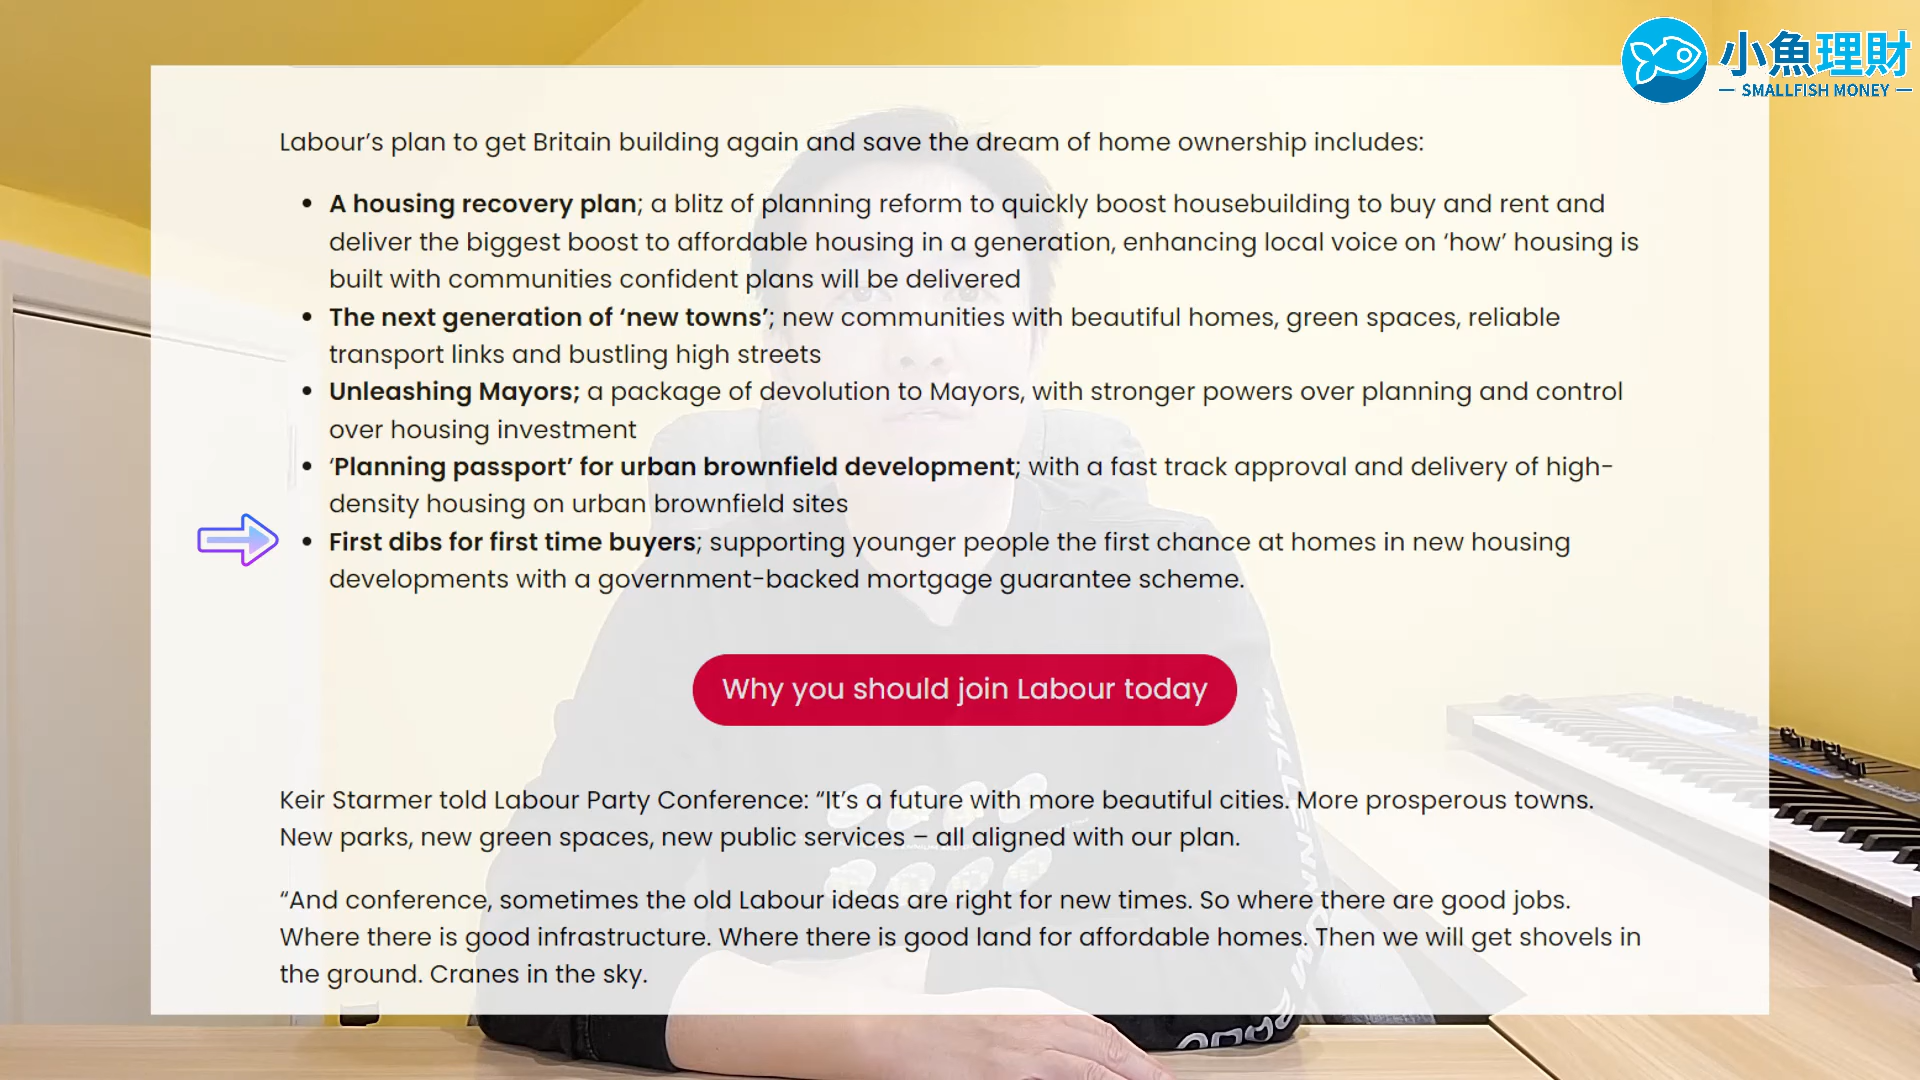 小魚理財
SMALLFISH MONEY
Labour’s plan to get Britain building again and save the dream of home ownership includes:
• A housing recovery plan; a blitz of planning reform to quickly boost housebuilding to buy and rent and
deliver the biggest boost to affordable housing in a generation, enhancing local voice on ‘how’ housing is
built with communities confident plans will be delivered
• The next generation of ‘new towns’; new communities with beautiful homes, green spaces, reliable
transport links and bustling high streets
• Unleashing Mayors; a package of devolution to Mayors, with stronger powers over planning and control
over housing investment
• ‘Planning passport’ for urban brownfield development; with a fast track approval and delivery of high-
density housing on urban brownfield sites
• First dibs for first time buyers; supporting younger people the first chance at homes in new housing
developments with a government-backed mortgage guarantee scheme.
Why you should join Labour today
Keir Starmer told Labour Party Conference: “It’s a future with more beautiful cities. More prosperous towns.
New parks, new green spaces, new public services – all aligned with our plan.
“And conference, sometimes the old Labour ideas are right for new times. So where there are good jobs.
Where there is good infrastructure. Where there is good land for affordable homes. Then we will get shovels in
the ground. Cranes in the sky.